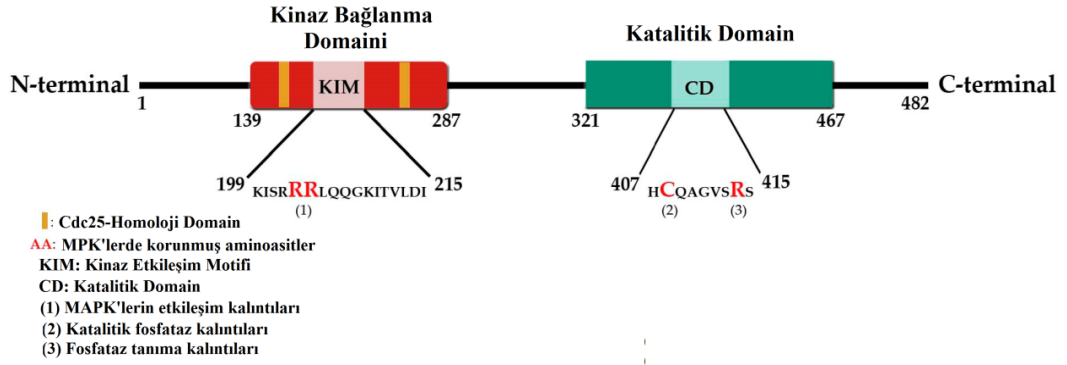 Kinaz Bağlanma
Domaini
Katalitik Domain
N-terminal
KIM
CD
C-terminal
1
139
287
321
467
482
199 KISRRRLQQGKITVLDI 215
(1)
407 HCQAGVSRS 415
(2) (3)
: Cdc25-Homoloji Domain
AA: MPK'lerde korunmuş aminoasitler
KIM: Kinaz Etkileşim Motifi
CD: Katalitik Domain
(1) MAPK'lerin etkileşim kalıntıları
(2) Katalitik fosfataz kalıntıları
(3) Fosfataz tanıma kalıntıları